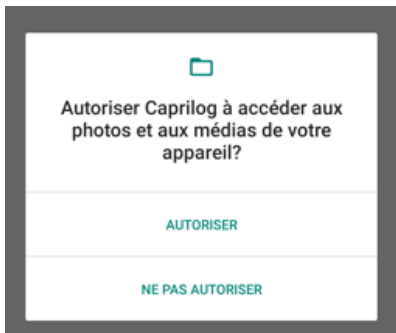 Autoriser Caprilog à accéder aux
photos et aux médias de votre
appareil?
AUTORISER
NE PAS AUTORISER